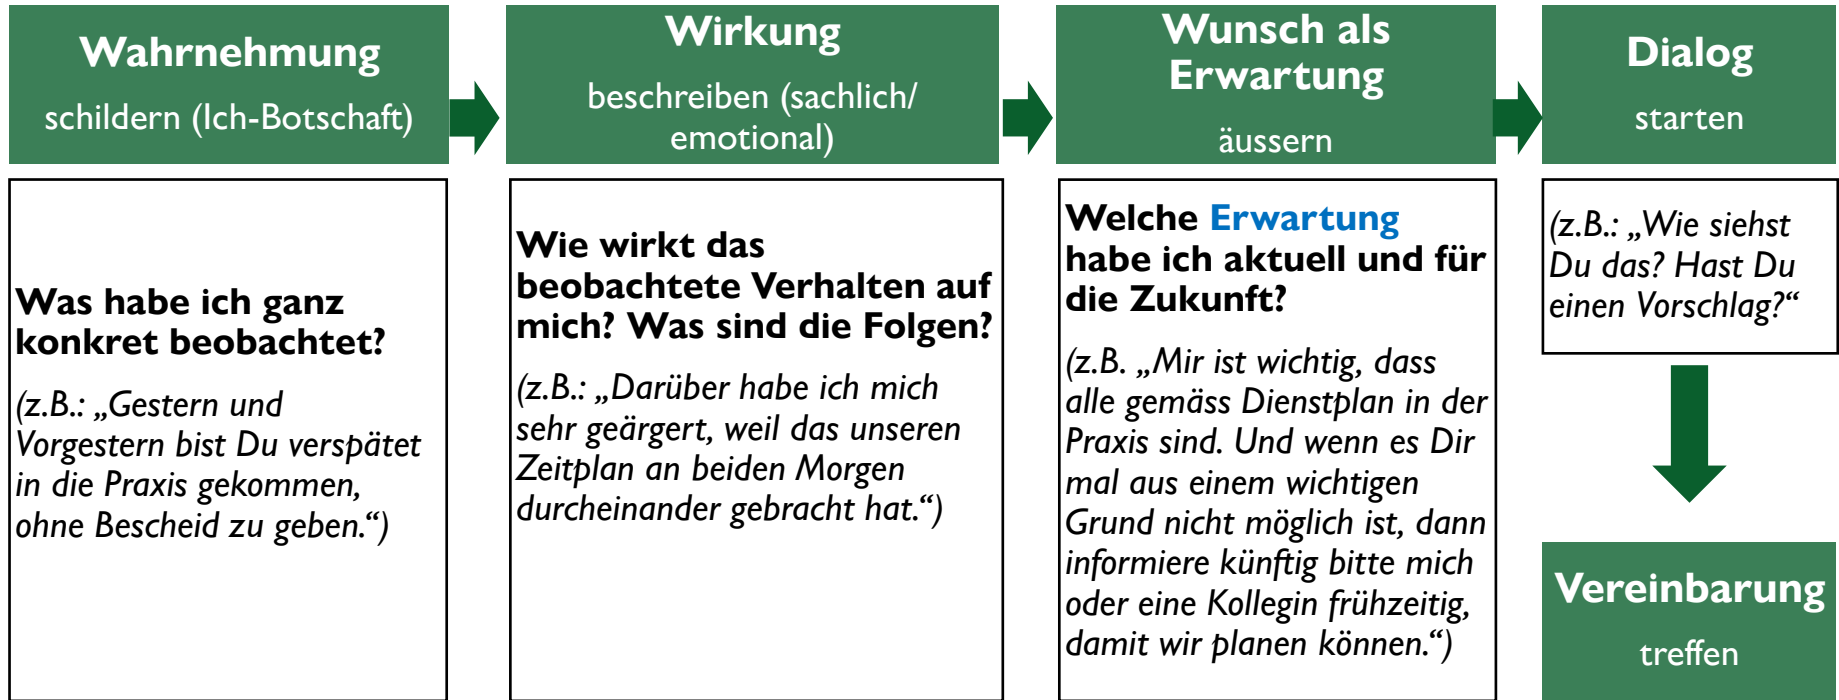 Wahrnehmung
schildern (Ich-Botschaft)
Was habe ich ganz
konkret beobachtet?
(z.B.: „Gestern und
Vorgestern bist Du verspätet
in die Praxis gekommen,
ohne Bescheid zu geben.“)
Wirkung
beschreiben (sachlich/
emotional)
Wie wirkt das
beobachtete Verhalten auf
mich? Was sind die Folgen?
(z.B.: „Darüber habe ich mich
sehr geärgert, weil das unseren
Zeitplan an beiden Morgen
durcheinander gebracht hat.“)
Wunsch als
Erwartung
äussern
Welche Erwartung
habe ich aktuell und für
die Zukunft?
(z.B. „Mir ist wichtig, dass
alle gemäss Dienstplan in der
Praxis sind. Und wenn es Dir
mal aus einem wichtigen
Grund nicht möglich ist, dann
informiere künftig bitte mich
oder eine Kollegin frühzeitig,
damit wir planen können.“)
Dialog
starten
(z.B.: „Wie siehst
Du das? Hast Du
einen Vorschlag?“
Vereinbarung
treffen